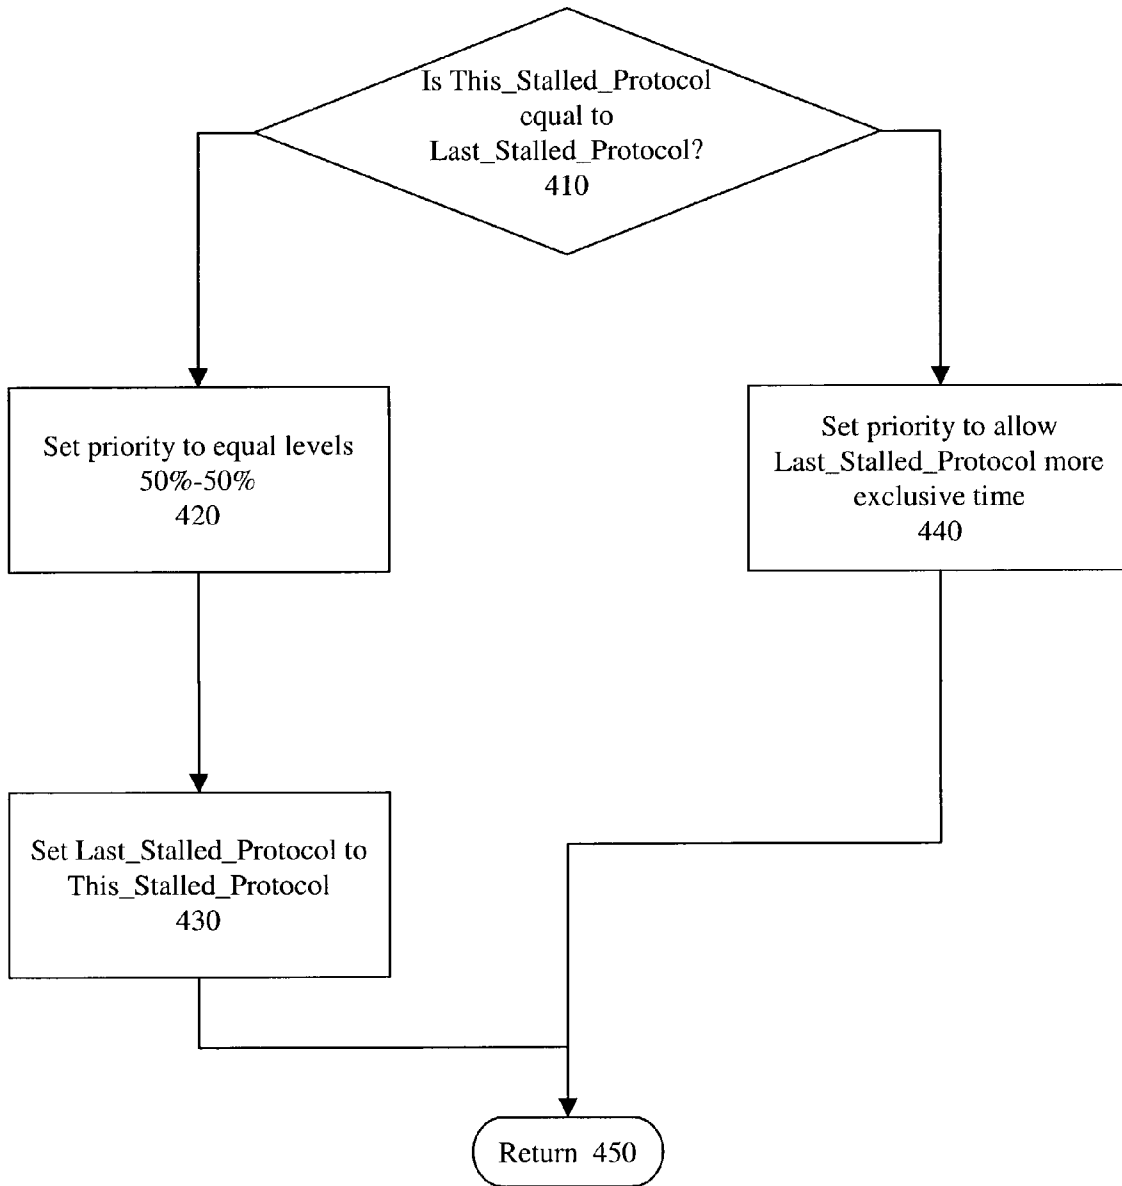 Is This_Stalled_Protocol
equal to
Last_Stalled_Protocol?
410
Set priority to equal levels
50%-50%
420
Set priority to allow
Last_Stalled_Protocol more
exclusive time
440
Set Last_Stalled_Protocol to
This_Stalled_Protocol
430
Return 450